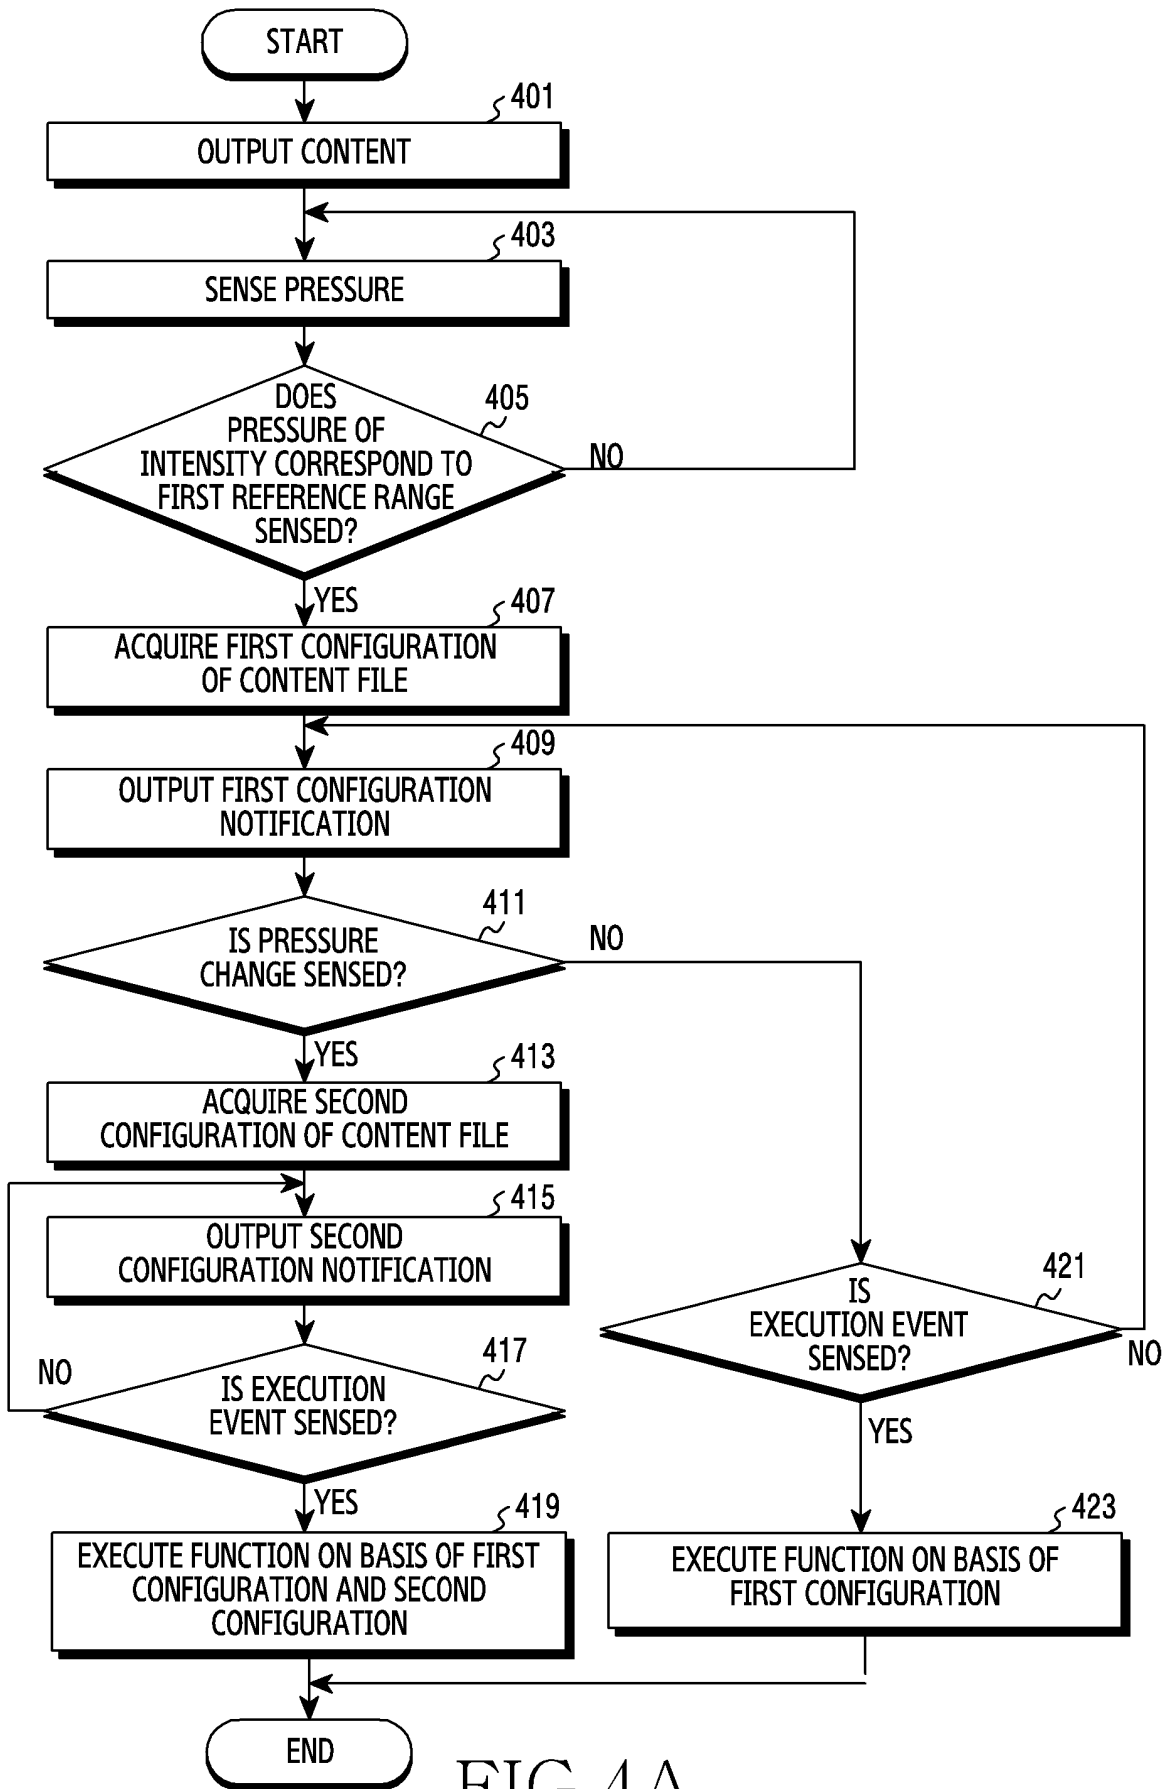 START
401
OUTPUT CONTENT
403
SENSE PRESSURE
405
DOES
PRESSURE OF
INTENSITY CORRESPOND TO
FIRST REFERENCE RANGE
SENSED?
NO
YES
407
ACQUIRE FIRST CONFIGURATION
OF CONTENT FILE
409
OUTPUT FIRST CONFIGURATION
NOTIFICATION
411
IS PRESSURE
CHANGE SENSED?
NO
YES
413
ACQUIRE SECOND
CONFIGURATION OF CONTENT FILE
415
OUTPUT SECOND
CONFIGURATION NOTIFICATION
417
IS EXECUTION
EVENT SENSED?
NO
YES
419
EXECUTE FUNCTION ON BASIS OF FIRST
CONFIGURATION AND SECOND
CONFIGURATION
421
IS
EXECUTION EVENT
SENSED?
NO
YES
423
EXECUTE FUNCTION ON BASIS OF
FIRST CONFIGURATION
END
FIG.4A